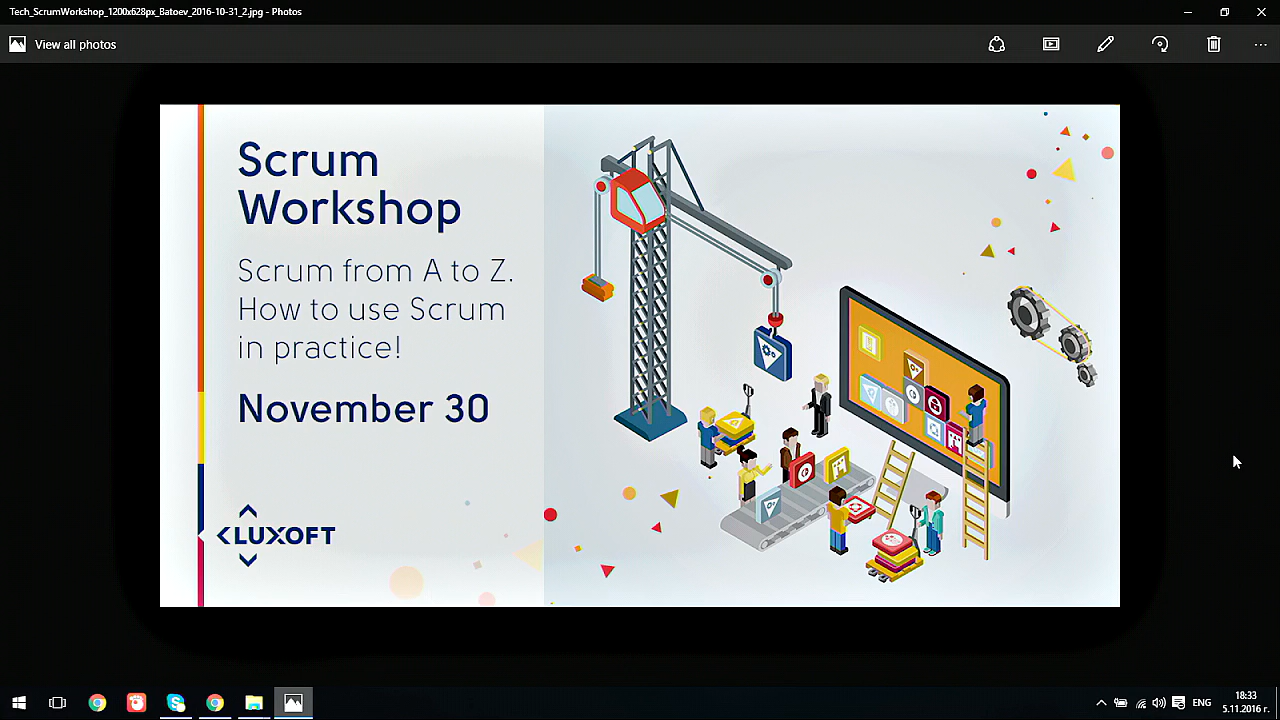 Tech_ScrumWorkshop_1200x628px_Batoev_2016-10-31_2.jpg - Photos
View all photos
Scrum
Workshop
Scrum from A to Z.
How to use Scrum
in practice!
November 30
LUXOFT
18:33
ENG
5.11.2016 г.